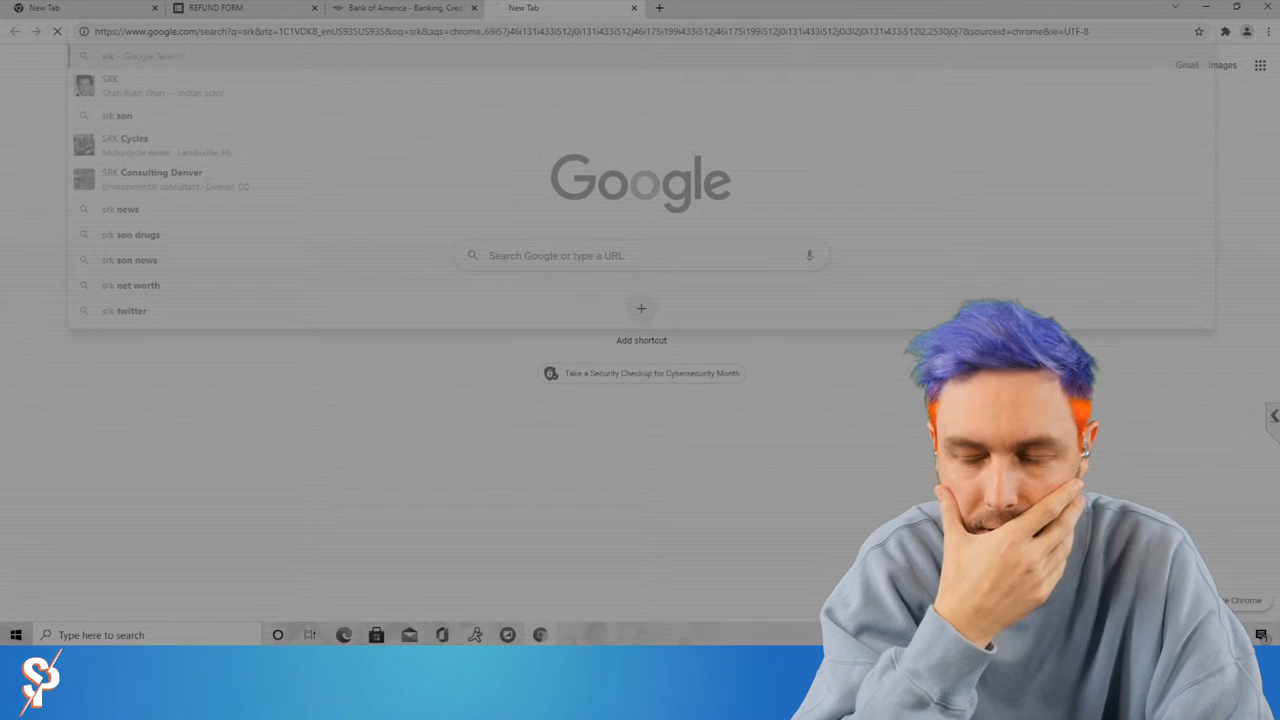 New Tab
REFUND FORM
Bank of America - Banking, Cred
New Tab
https://www.google.com/search?q=srk&rlz=1C1VDKB_enUS935US935&oq=srk&aqs=chrome..69i57j46i131i433i512j0i131i433i512j46i175i199i433i512j46i175i199i512j0i131i433i512j0i3l2j0i131i433i512l2.2530j0j7&sourceid=chrome&ie=UTF-8
srk - Google Search
Gmail Images
SRK
Shah Rukh Khan — Indian actor
srk son
SRK Cycles
Motorcycle dealer · Landisville, PA
SRK Consulting Denver
Environmental consultant · Denver, CO
srk news
srk son drugs
srk son news
srk net worth
srk twitter
Google
Search Google or type a URL
Add shortcut
Take a Security Checkup for Cybersecurity Month
Chrome
Type here to search
SP